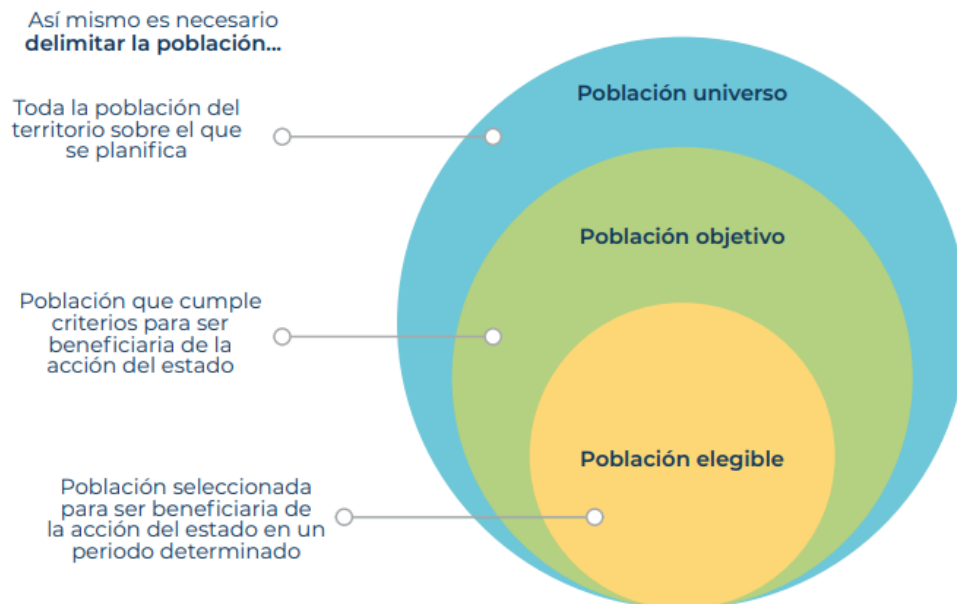 Así mismo es necesario
delimitar la población...
Toda la población del
territorio sobre el que
se planifica
Población universo
Población objetivo
Población que cumple
criterios para ser
beneficiaria de la
acción del estado
Población elegible
Población seleccionada
para ser beneficiaria de
la acción del estado en un
periodo determinado